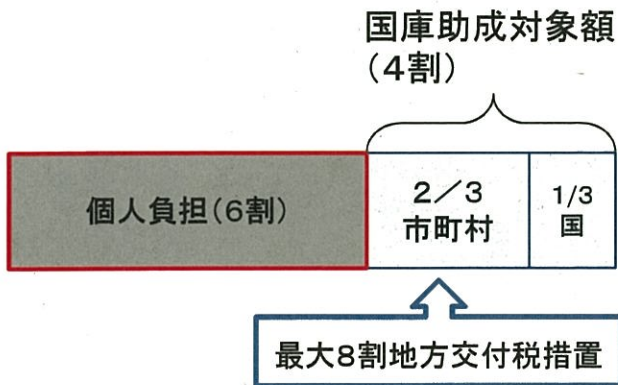 国庫助成対象額
（4割）
個人負担（6割）
2／3
市町村
1/3
国
最大8割地方交付税措置